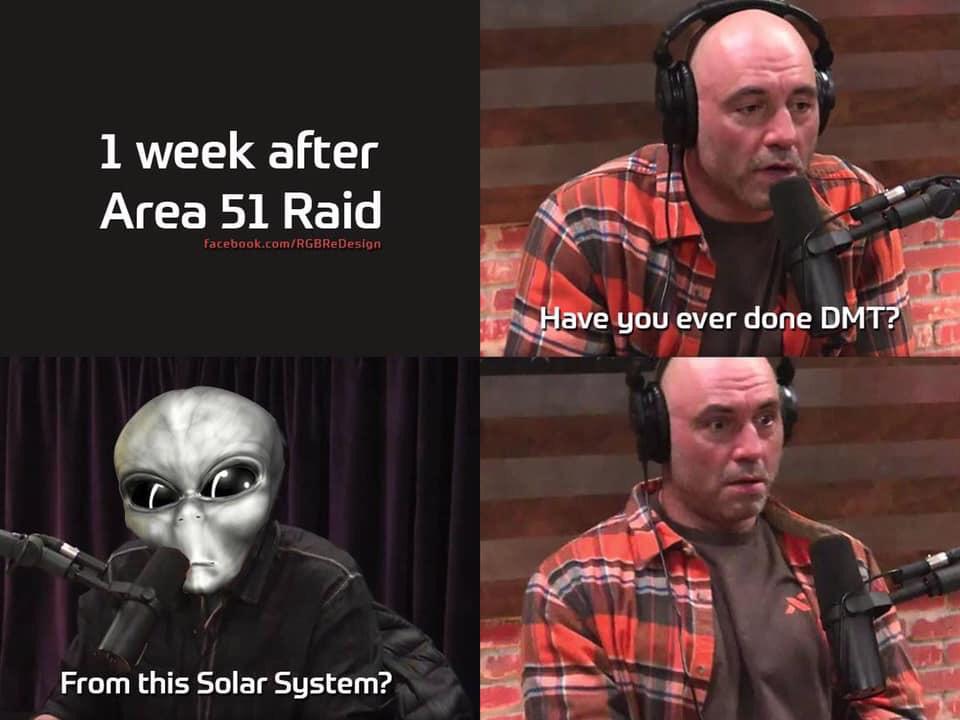 1 week after
Area 51 Raid
facebook.com/RGBReDesign
Have you ever done DMT?
From this Solar System?